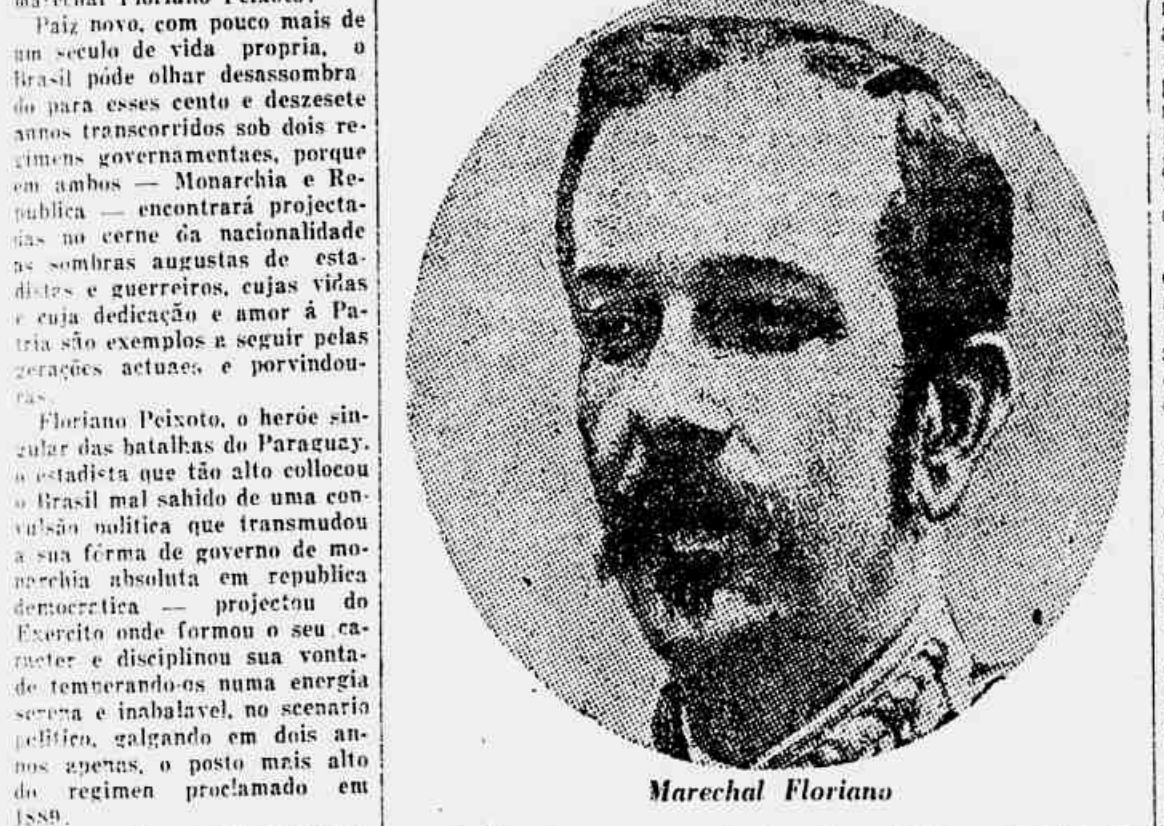 marechal Floriano Peixoto.
Paiz novo, com pouco mais de
um seculo de vida propria, o
Brasil póde olhar desassombra
do para esses cento e deszesete
annos transcorridos sob dois re-
gimens governamentaes, porque
em ambos — Monarchia e Re-
publica — encontrará projecta-
das no cerne da nacionalidade
as sombras augustas de esta-
distas e guerreiros, cujas vidas
e cuja dedicação e amor á Pa-
tria são exemplos a seguir pelas
gerações actuaes e porvindou-
ras.
Floriano Peixoto, o heróe sin-
gular das batalhas do Paraguay,
o estadista que tão alto collocou
o Brasil mal sahido de uma con-
vulsão politica que transmudou
a sua fórma de governo de mo-
narchia absoluta em republica
democratica — projectou do
Exercito onde formou o seu ca-
racter e disciplinou sua vonta-
de temperando-os numa energia
serena e inabalavel, no scenario
politico, galgando em dois an-
nos apenas, o posto mais alto
do regimen proclamado em
1889.
Marechal Floriano